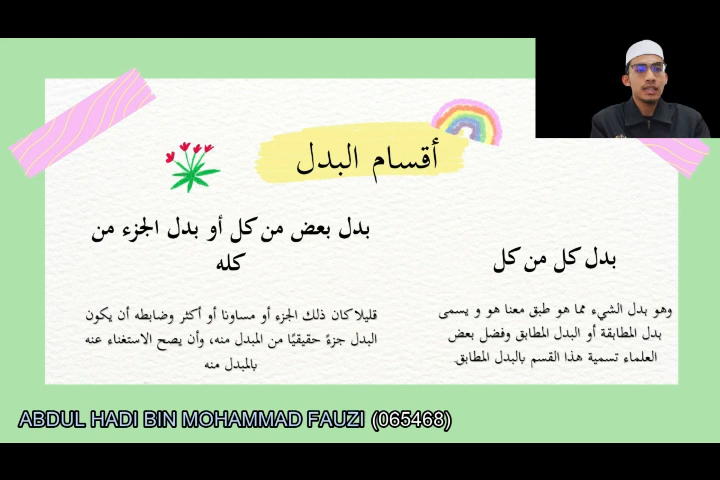 أقسام البدل
بدل كل من كل
وهو بدل الشيء مما هو طبق معنا هو و يسمى
بدل المطابقة أو البدل المطابق وفضل بعض
العلماء تسمية هذا القسم بالبدل المطابق.
بدل بعض من كل أو بدل الجزء من
كله
قليلا كان ذلك الجزء أو مساونا أو أكثر وضابطه أن يكون
البدل جزءً حقيقيًا من المبدل منه، وأن يصح الاستغناء عنه
بالمبدل منه
ABDUL HADI BIN MOHAMMAD FAUZI (065468)